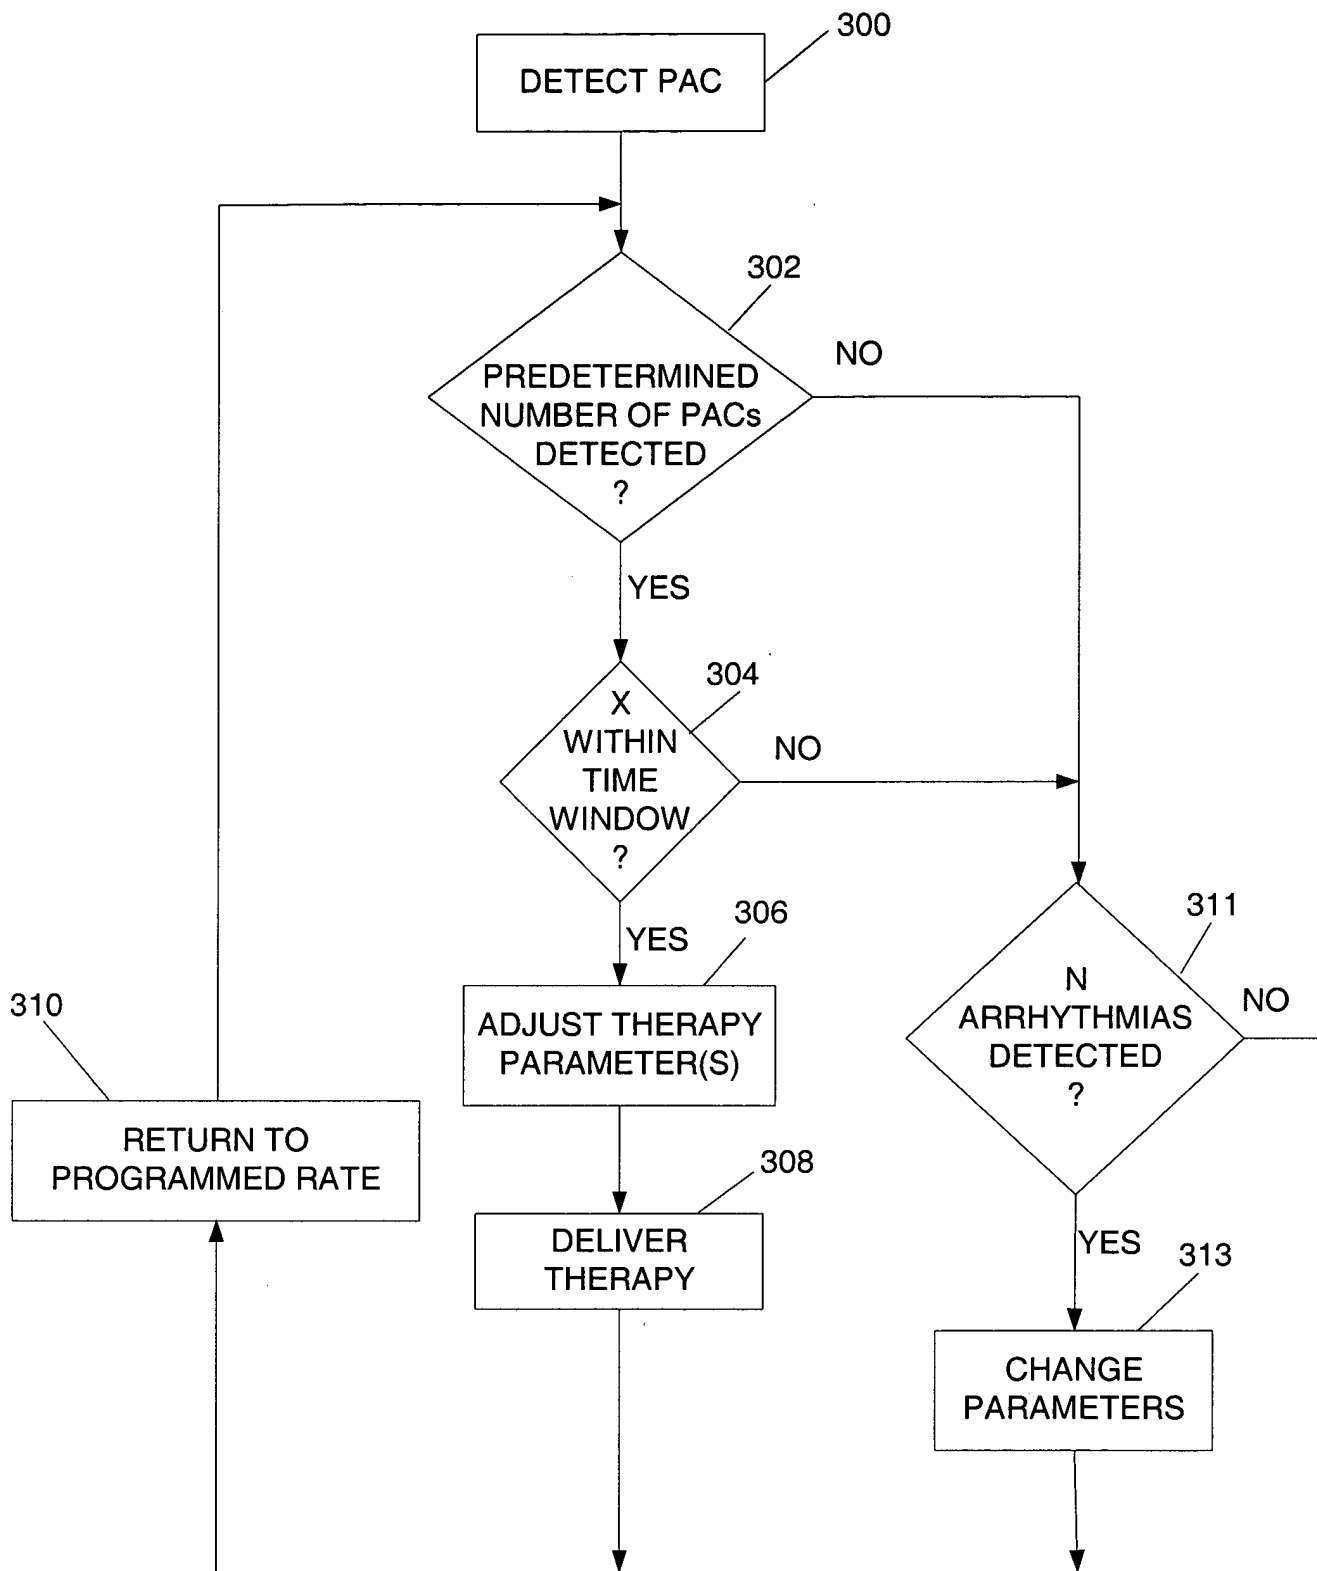 300
DETECT PAC
302
PREDETERMINED
NUMBER OF PACs
DETECTED
?
NO
YES
304
X
WITHIN
TIME
WINDOW
?
NO
YES
306
ADJUST THERAPY
PARAMETER(S)
308
DELIVER
THERAPY
310
RETURN TO
PROGRAMMED RATE
311
N
ARRHYTHMIAS
DETECTED
?
NO
YES
313
CHANGE
PARAMETERS